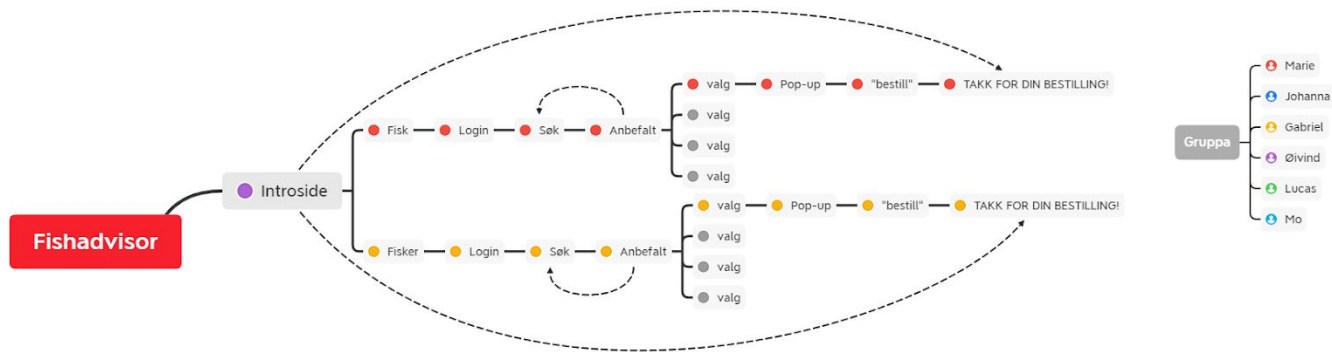 Fishadvisor
Introside
Fisk
Login
Søk
Anbefalt
valg
Pop-up
"bestill"
TAKK FOR DIN BESTILLING!
valg
valg
valg
Fisker
Login
Søk
Anbefalt
valg
Pop-up
"bestill"
TAKK FOR DIN BESTILLING!
valg
valg
valg
Gruppa
Marie
Johanna
Gabriel
Øivind
Lucas
Mo